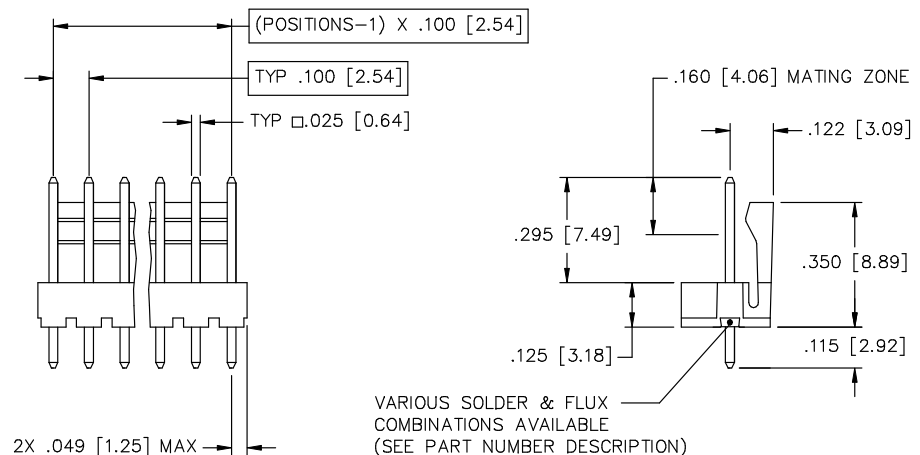 (POSITIONS-1) X .100 [2.54]
TYP .100 [2.54]
TYP □.025 [0.64]
.160 [4.06] MATING ZONE
.122 [3.09]
.295 [7.49]
.350 [8.89]
.125 [3.18]
.115 [2.92]
VARIOUS SOLDER & FLUX
COMBINATIONS AVAILABLE
(SEE PART NUMBER DESCRIPTION)
2X .049 [1.25] MAX